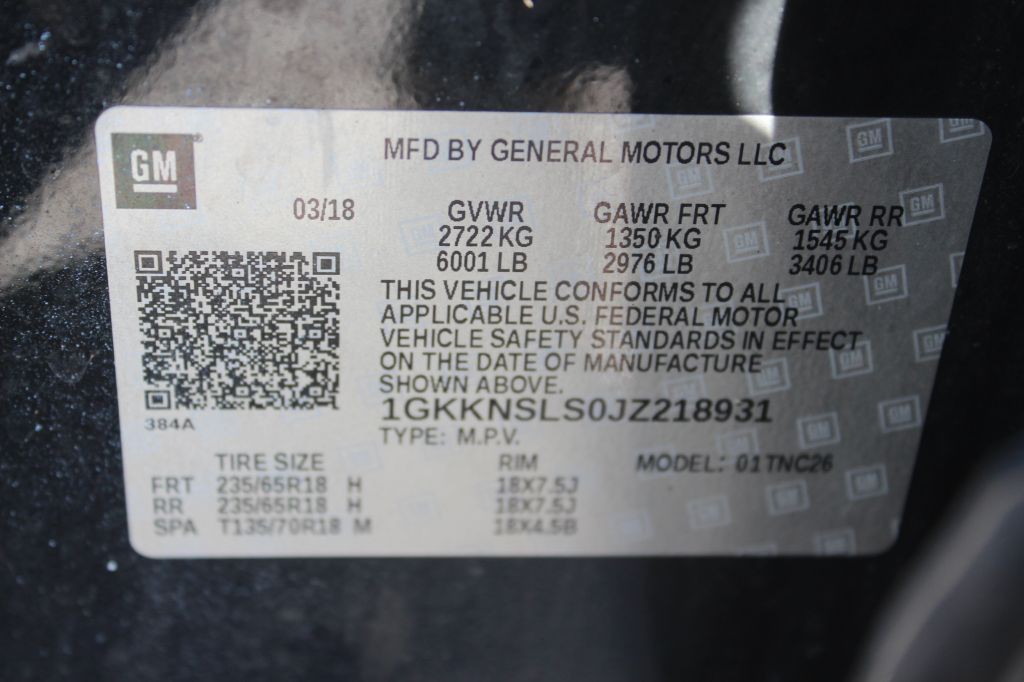 GM
MFD BY GENERAL MOTORS LLC
03/18 GVWR GAWR FRT GAWR RR
2722 KG 1350 KG 1545 KG
6001 LB 2976 LB 3406 LB
THIS VEHICLE CONFORMS TO ALL
APPLICABLE U.S. FEDERAL MOTOR
VEHICLE SAFETY STANDARDS IN EFFECT
ON THE DATE OF MANUFACTURE
SHOWN ABOVE.
1GKKNSLS0JZ218931
384A
TYPE: M.P.V.
TIRE SIZE RIM MODEL: 01TNC26
FRT 235/65R18 H 18X7.5J
RR 235/65R18 H 18X7.5J
SPA T135/70R18 M 18X4.5B